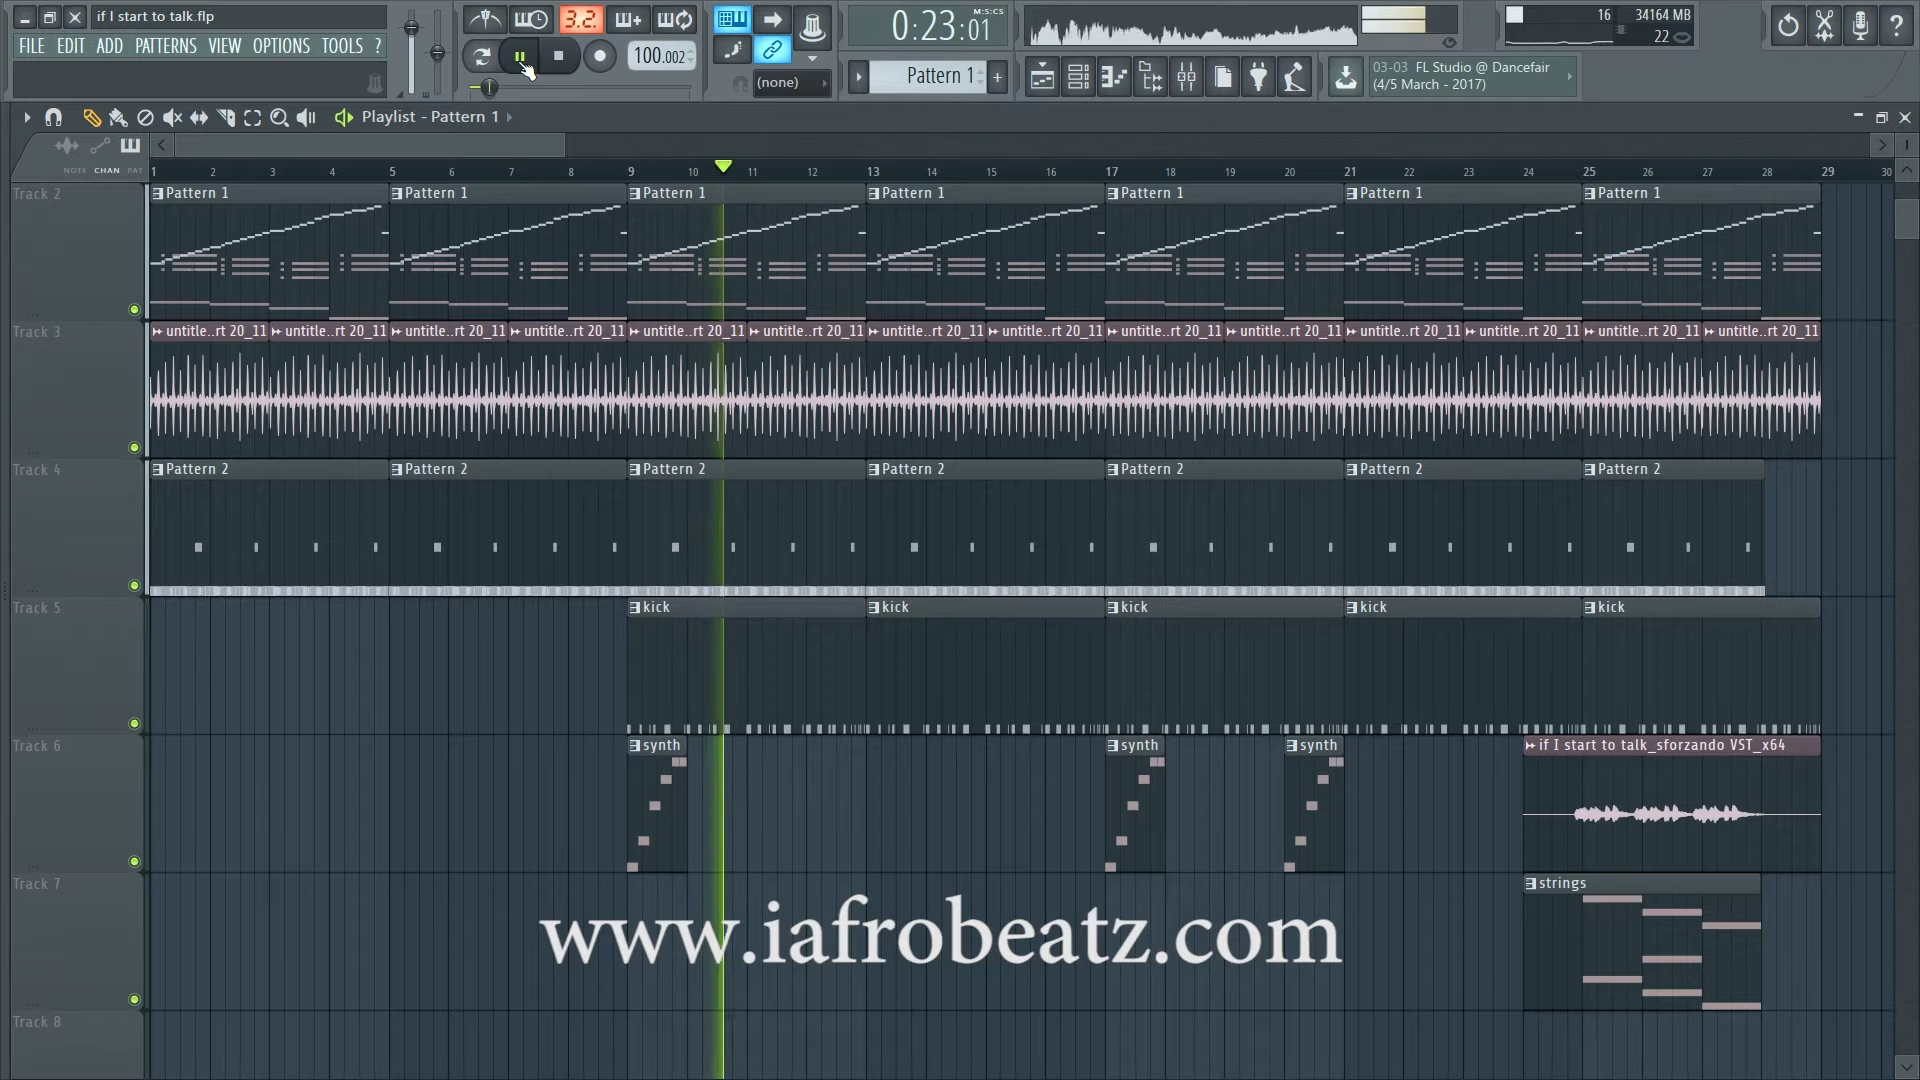 if I start to talk.flp
FILE EDIT ADD PATTERNS VIEW OPTIONS TOOLS ?
3.2.
100.002
(none)
0:23:01 M:S:CS
Pattern 1
16 34164 MB
22
03-03 FL Studio @ Dancefair
(4/5 March - 2017)
Playlist - Pattern 1
NOTE CHAN PAT
1 2 3 4 5 6 7 8 9 10 11 12 13 14 15 16 17 18 19 20 21 22 23 24 25 26 27 28 29 30
Track 2 Pattern 1 Pattern 1 Pattern 1 Pattern 1 Pattern 1 Pattern 1 Pattern 1
Track 3 untitle..rt 20_11 untitle..rt 20_11 untitle..rt 20_11 untitle..rt 20_11 untitle..rt 20_11 untitle..rt 20_11 untitle..rt 20_11 untitle..rt 20_11 untitle..rt 20_11 untitle..rt 20_11 untitle..rt 20_11 untitle..rt 20_11 untitle..rt 20_11 untitle..rt 20_11
Track 4 Pattern 2 Pattern 2 Pattern 2 Pattern 2 Pattern 2 Pattern 2 Pattern 2
Track 5 kick kick kick kick kick
Track 6 synth synth synth if I start to talk_sforzando VST_x64
Track 7 strings
www.iafrobeatz.com
Track 8